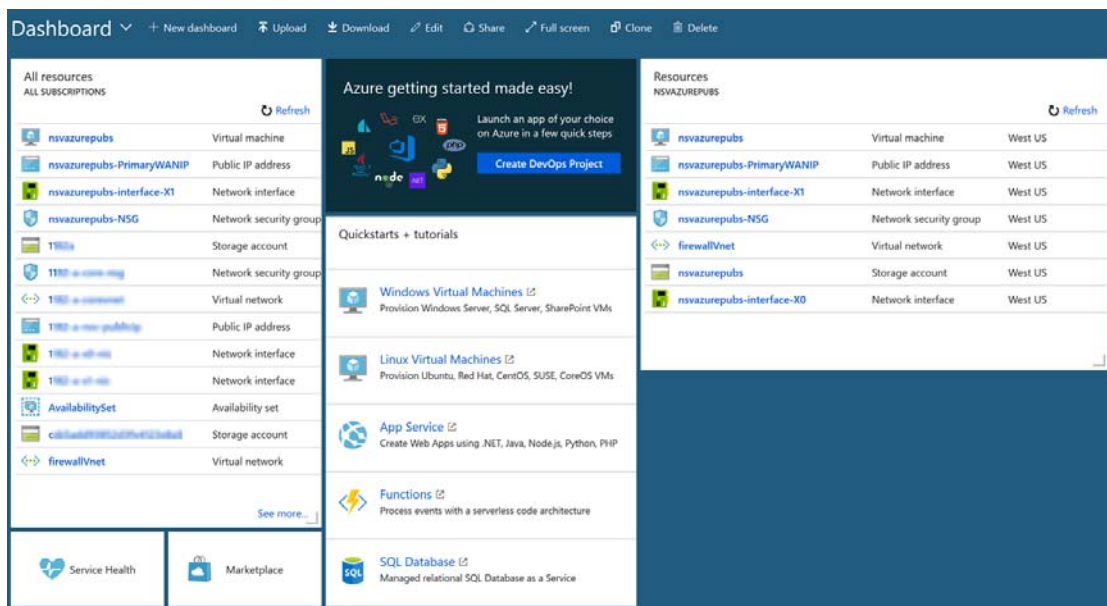 Dashboard
+ New dashboard
Upload
Download
Edit
Share
Full screen
Clone
Delete
All resources
ALL SUBSCRIPTIONS
Refresh
nsvazurepubs Virtual machine
nsvazurepubs-PrimaryWANIP Public IP address
nsvazurepubs-interface-X1 Network interface
nsvazurepubs-NSG Network security group
Storage account
Network security group
Virtual network
Public IP address
Network interface
Network interface
AvailabilitySet Availability set
Storage account
firewallVnet Virtual network
See more...
Service Health
Marketplace
Azure getting started made easy!
Launch an app of your choice
on Azure in a few quick steps
Create DevOps Project
EX
JS
php
node
.NET
Quickstarts + tutorials
Windows Virtual Machines
Provision Windows Server, SQL Server, SharePoint VMs
Linux Virtual Machines
Provision Ubuntu, Red Hat, CentOS, SUSE, CoreOS VMs
App Service
Create Web Apps using .NET, Java, Node.js, Python, PHP
Functions
Process events with a serverless code architecture
SQL
SQL Database
Managed relational SQL Database as a Service
Resources
NSVAZUREPUBS
Refresh
nsvazurepubs Virtual machine West US
nsvazurepubs-PrimaryWANIP Public IP address West US
nsvazurepubs-interface-X1 Network interface West US
nsvazurepubs-NSG Network security group West US
firewallVnet Virtual network West US
nsvazurepubs Storage account West US
nsvazurepubs-interface-X0 Network interface West US